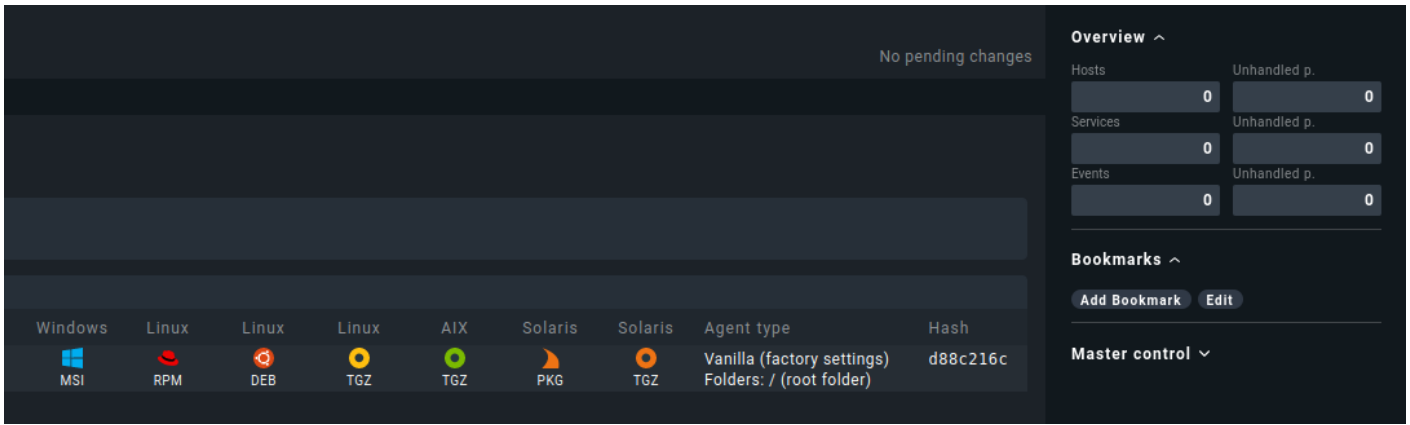 No pending changes
Overview
Hosts Unhandled p.
0 0
Services Unhandled p.
0 0
Events Unhandled p.
0 0
Bookmarks
Add Bookmark Edit
Master control
Windows Linux Linux Linux AIX Solaris Solaris Agent type Hash
MSI RPM DEB TGZ TGZ PKG TGZ Vanilla (factory settings) d88c216c
Folders: / (root folder)